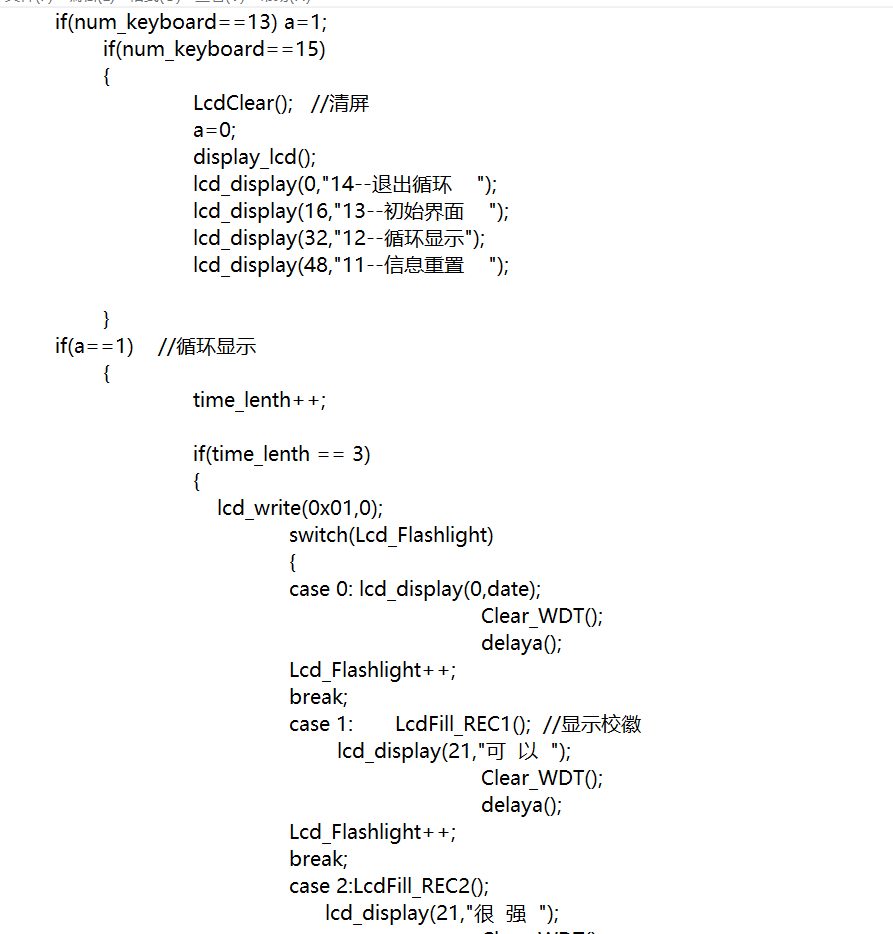 if(num_keyboard==13) a=1;
if(num_keyboard==15)
{
LcdClear();   //清屏
a=0;
display_lcd();
lcd_display(0,"14--退出循环    ");
lcd_display(16,"13--初始界面    ");
lcd_display(32,"12--循环显示");
lcd_display(48,"11--信息重置    ");
}
if(a==1)    //循环显示
{
time_lenth++;
if(time_lenth == 3)
{
lcd_write(0x01,0);
switch(Lcd_Flashlight)
{
case 0: lcd_display(0,date);
Clear_WDT();
delaya();
Lcd_Flashlight++;
break;
case 1:       LcdFill_REC1();  //显示校徽
lcd_display(21,"可  以  ");
Clear_WDT();
delaya();
Lcd_Flashlight++;
break;
case 2:LcdFill_REC2();
lcd_display(21,"很  强  ");